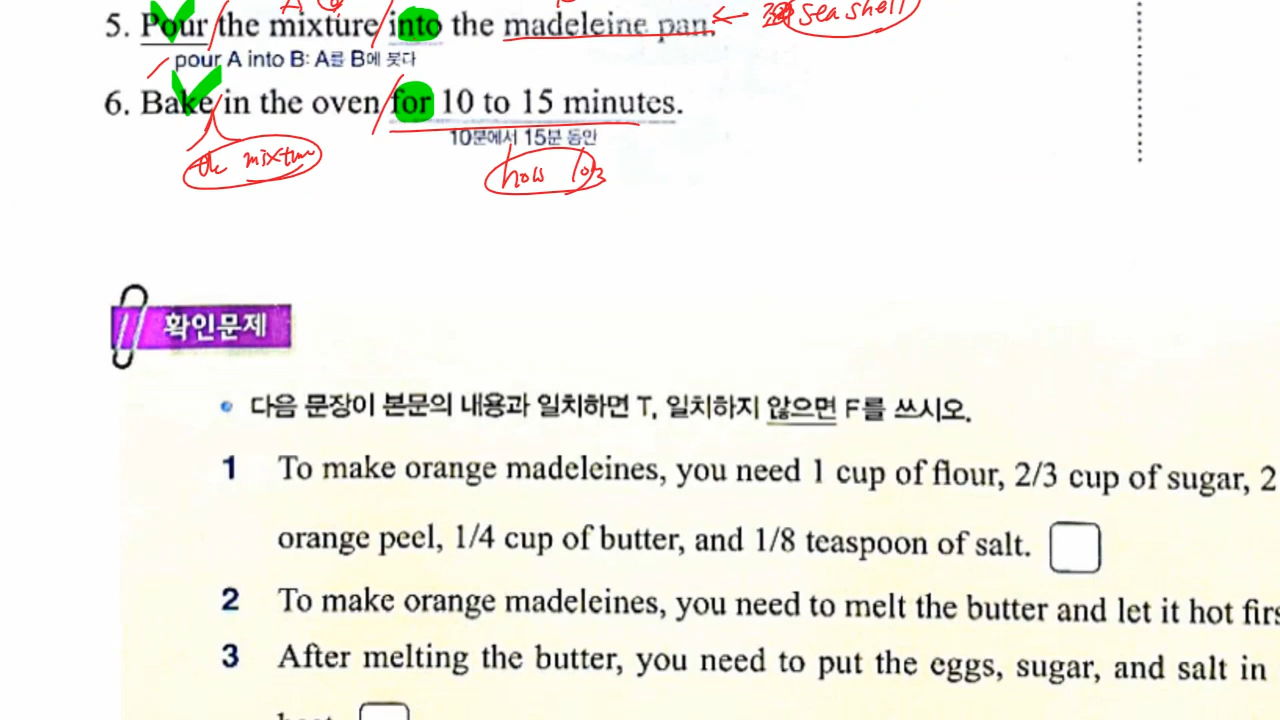 A
5. Pour the mixture into the madeleine pan. ← sea shell
pour A into B: A를 B에 붓다
6. Bake in the oven for 10 to 15 minutes.
10분에서 15분 동안
the mixture
how long
확인문제
다음 문장이 본문의 내용과 일치하면 T, 일치하지 않으면 F를 쓰시오.
1 To make orange madeleines, you need 1 cup of flour, 2/3 cup of sugar, 2
orange peel, 1/4 cup of butter, and 1/8 teaspoon of salt.
2 To make orange madeleines, you need to melt the butter and let it hot firs
3 After melting the butter, you need to put the eggs, sugar, and salt in